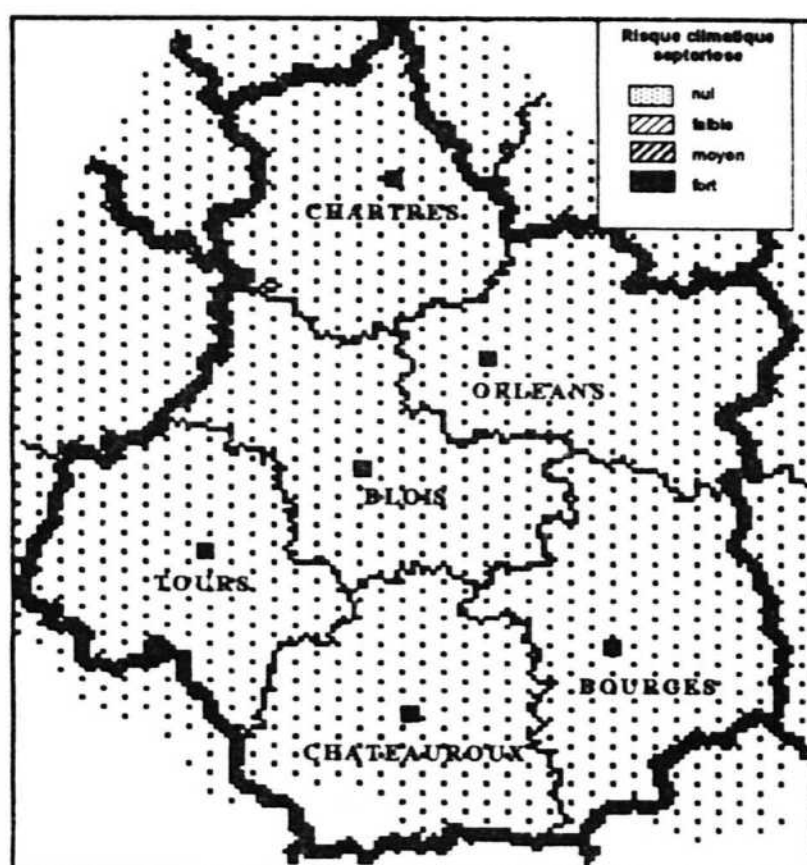 Risque climatique
septoriose
nul
faible
moyen
fort
CHARTRES
ORLEANS
BLOIS
TOURS
BOURGES
CHATEAUROUX